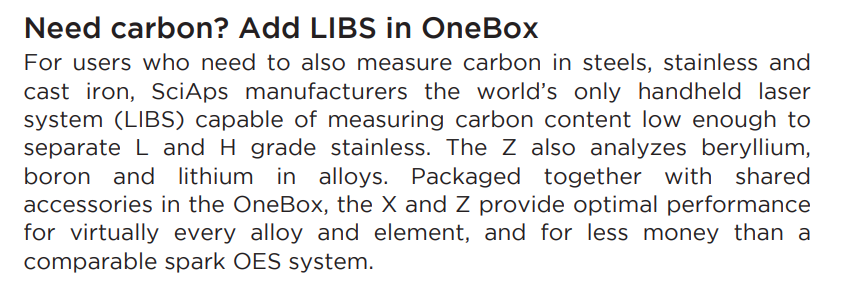 Need carbon? Add LIBS in OneBox
For users who need to also measure carbon in steels, stainless and
cast iron, SciAps manufacturers the world's only handheld laser
system (LIBS) capable of measuring carbon content low enough to
separate L and H grade stainless. The Z also analyzes beryllium,
boron and lithium in alloys. Packaged together with shared
accessories in the OneBox, the X and Z provide optimal performance
for virtually every alloy and element, and for less money than a
comparable spark OES system.